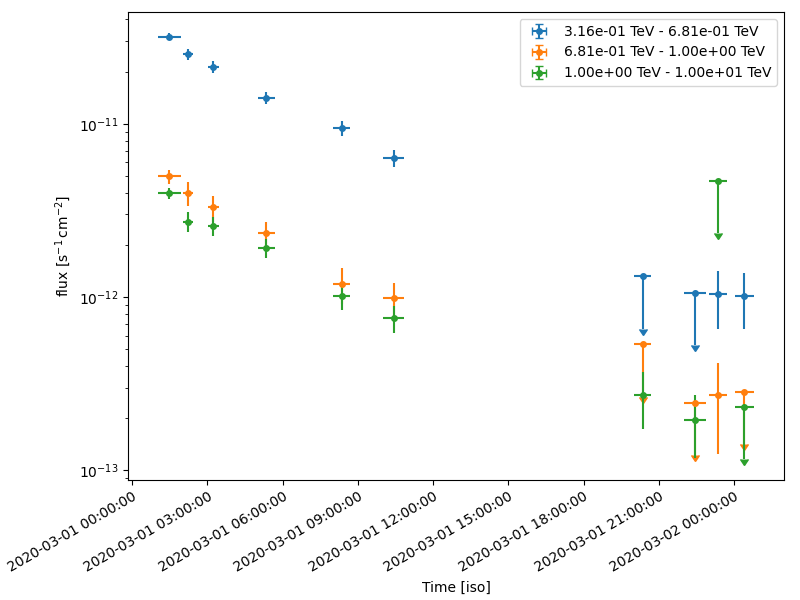 3.16e-01 TeV - 6.81e-01 TeV
6.81e-01 TeV - 1.00e+00 TeV
1.00e+00 TeV - 1.00e+01 TeV
flux [s⁻¹ cm⁻²]
10⁻¹¹
10⁻¹²
10⁻¹³
2020-03-01 00:00:00
2020-03-01 03:00:00
2020-03-01 06:00:00
2020-03-01 09:00:00
2020-03-01 12:00:00
2020-03-01 15:00:00
2020-03-01 18:00:00
2020-03-01 21:00:00
2020-03-02 00:00:00
Time [iso]